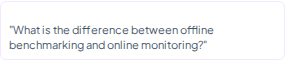 "What is the difference between offline
benchmarking and online monitoring?"